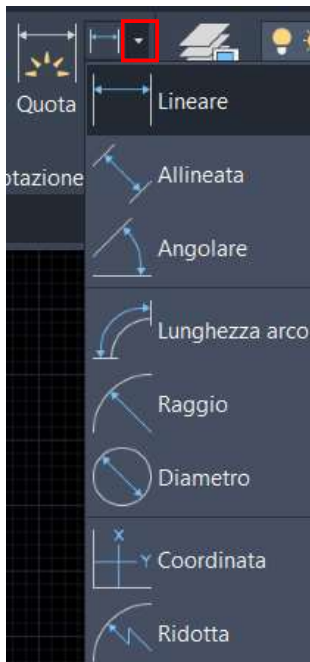 Quota
Lineare
otazione
Allineata
Angolare
Lunghezza arco
Raggio
Diametro
X
Y
Coordinata
Ridotta